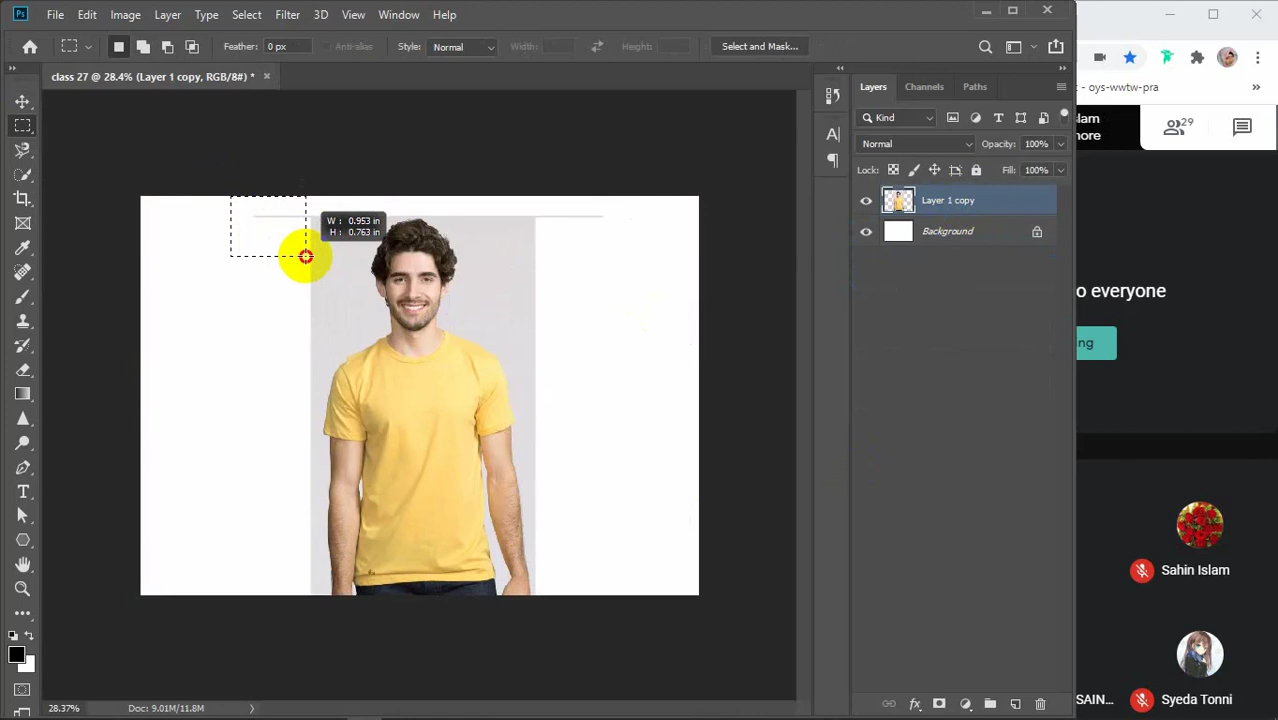 Ps File Edit Image Layer Type Select Filter 3D View Window Help
Feather: 0 px Anti-alias Style: Normal Width: Height: Select and Mask...
class 27 @ 28.4% (Layer 1 copy, RGB/8#) * ×
Layers Channels Paths
Kind
Normal Opacity: 100%
Lock: Fill: 100%
Layer 1 copy
Background
W : 0.953 in
H : 0.763 in
28.37% Doc: 9.01M/11.8M
fx
- oys-wwtw-pra
lam
more
29
o everyone
ng
Sahin Islam
SAIN... Syeda Tonni